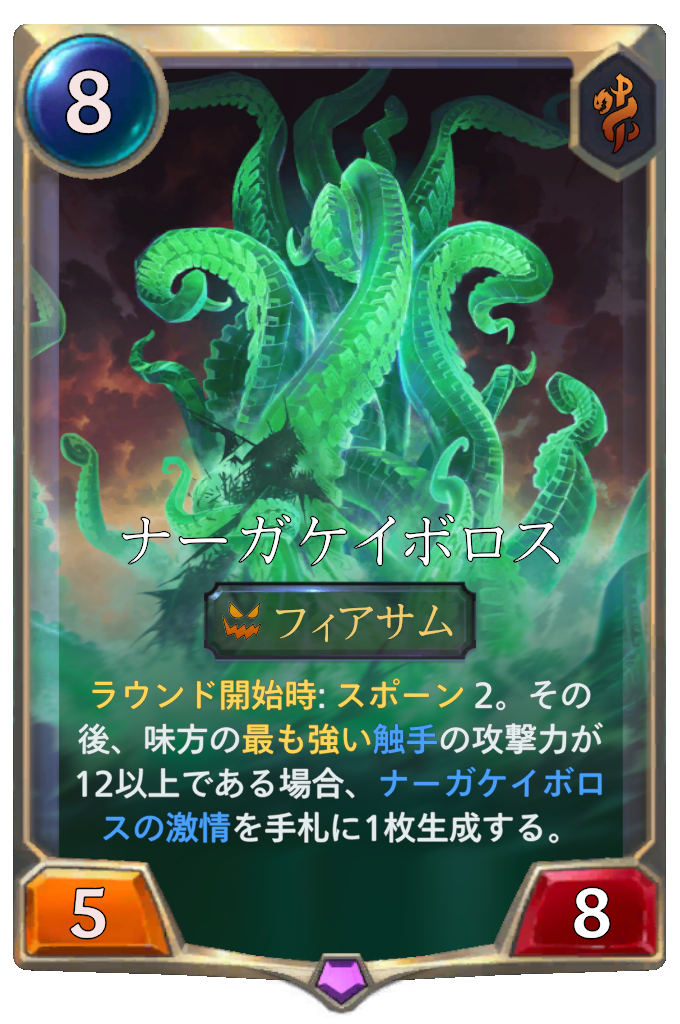 8
ナーガケイボロス
フィアサム
ラウンド開始時: スポーン 2。その
後、味方の最も強い触手の攻撃力が
12以上である場合、ナーガケイボロ
スの激情を手札に1枚生成する。
5
8